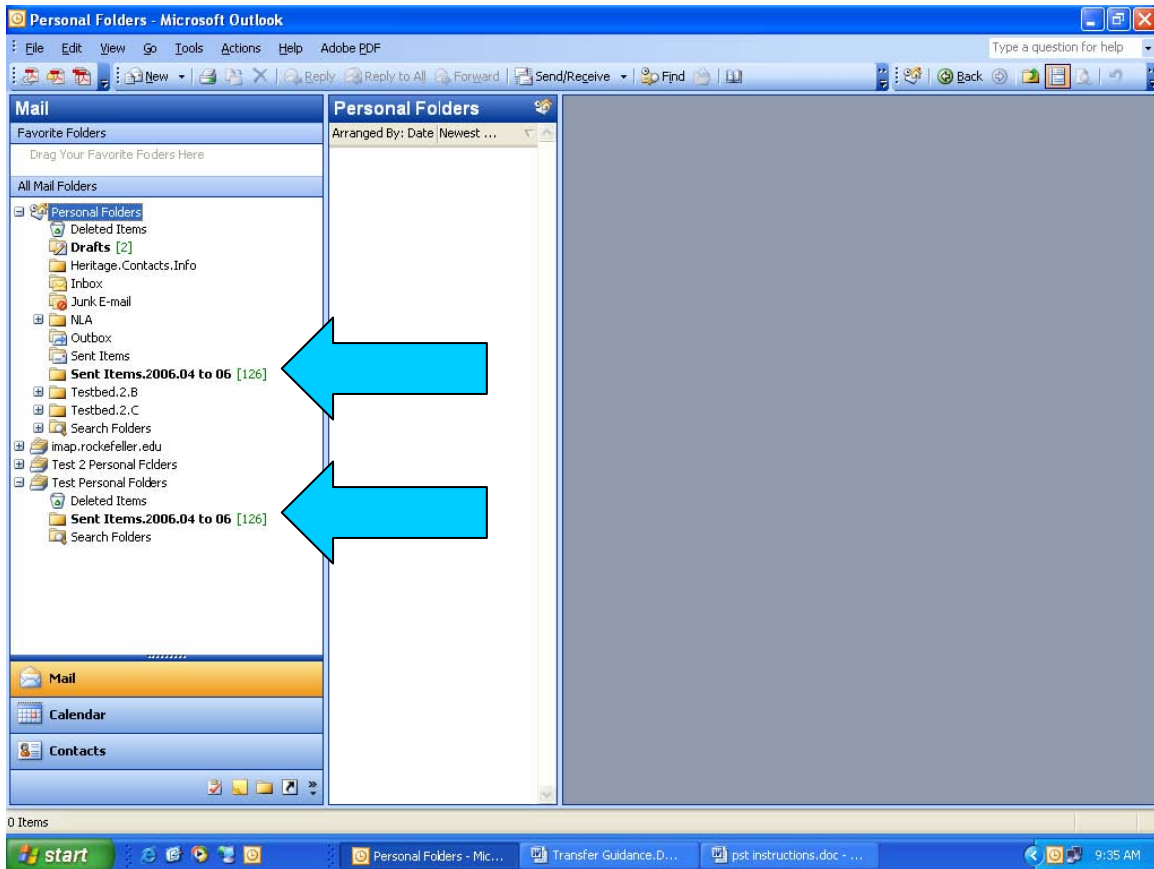 Personal Folders - Microsoft Outlook
File Edit View Go Tools Actions Help Adobe PDF Type a question for help
New Reply Reply to All Forward Send/Receive Find Back
Mail
Favorite Folders
Drag Your Favorite Foders Here
All Mail Folders
Personal Folders
Deleted Items
Drafts [2]
Heritage.Contacts.Info
Inbox
Junk E-mail
NLA
Outbox
Sent Items
Sent Items.2006.04 to 06 [126]
Testbed.2.B
Testbed.2.C
Search Folders
imap.rockefeller.edu
Test 2 Personal Folders
Test Personal Folders
Deleted Items
Sent Items.2006.04 to 06 [126]
Search Folders
Mail
Calendar
Contacts
Personal Folders
Arranged By: Date Newest ...
0 Items
start Personal Folders - Mic... Transfer Guidance.D... pst instructions.doc - ... 9:35 AM